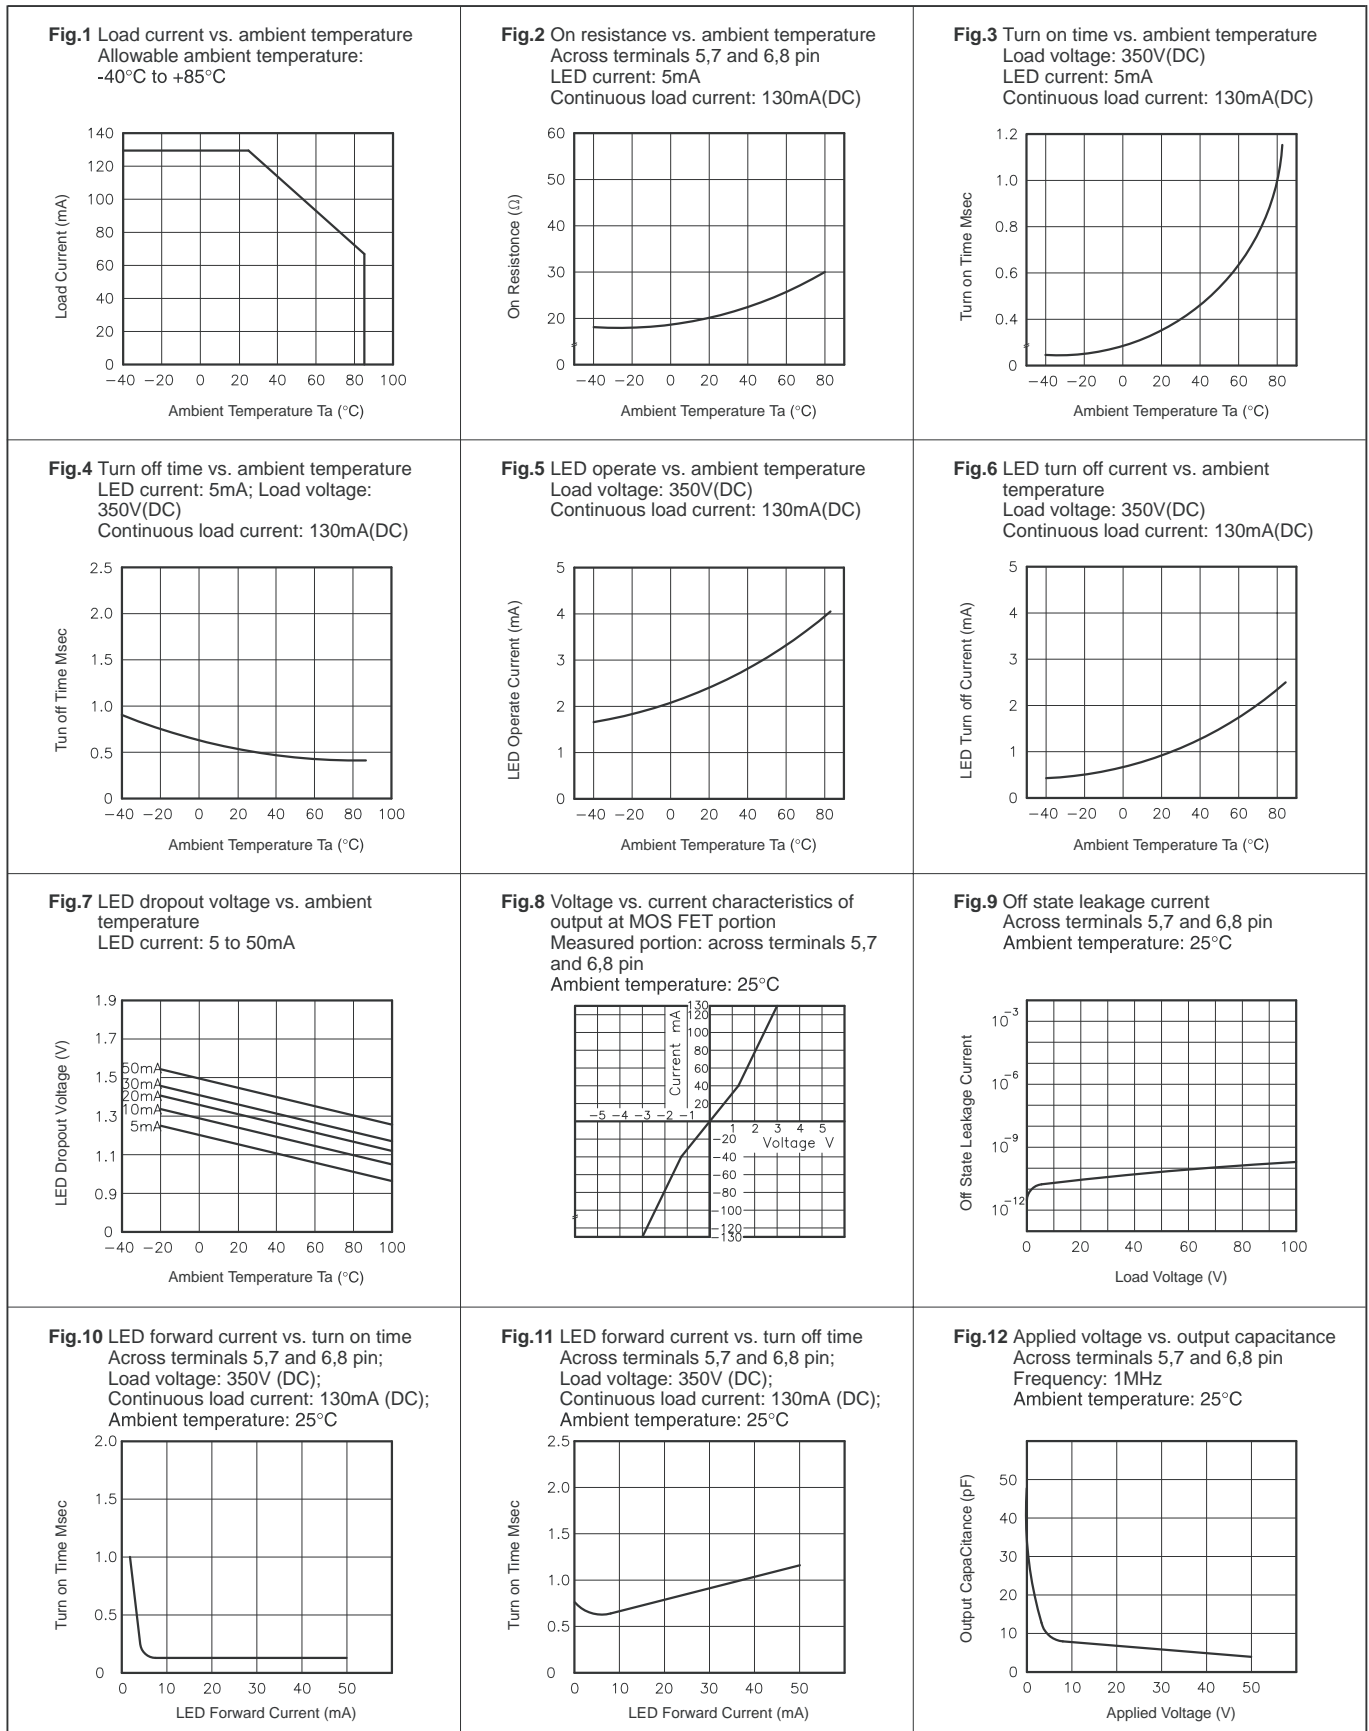 Fig.1 Load current vs. ambient temperature
Allowable ambient temperature:
-40°C to +85°C
140
120
100
80
60
40
20
0
Load Current (mA)
−40 −20 0 20 40 60 80 100
Ambient Temperature Ta (°C)
Fig.2 On resistance vs. ambient temperature
Across terminals 5,7 and 6,8 pin
LED current: 5mA
Continuous load current: 130mA(DC)
60
50
40
30
20
0
On Resistonce (Ω)
−40 −20 0 20 40 60 80
Ambient Temperature Ta (°C)
Fig.3 Turn on time vs. ambient temperature
Load voltage: 350V(DC)
LED current: 5mA
Continuous load current: 130mA(DC)
1.2
1.0
0.8
0.6
0.4
0
Turn on Time Msec
−40 −20 0 20 40 60 80
Ambient Temperature Ta (°C)
Fig.4 Turn off time vs. ambient temperature
LED current: 5mA; Load voltage:
350V(DC)
Continuous load current: 130mA(DC)
2.5
2.0
1.5
1.0
0.5
0
Tun off Time Msec
−40 −20 0 20 40 60 80 100
Ambient Temperature Ta (°C)
Fig.5 LED operate vs. ambient temperature
Load voltage: 350V(DC)
Continuous load current: 130mA(DC)
5
4
3
2
1
0
LED Operate Current (mA)
−40 −20 0 20 40 60 80
Ambient Temperature Ta (°C)
Fig.6 LED turn off current vs. ambient
temperature
Load voltage: 350V(DC)
Continuous load current: 130mA(DC)
5
4
3
2
1
0
LED Turn off Current (mA)
−40 −20 0 20 40 60 80
Ambient Temperature Ta (°C)
Fig.7 LED dropout voltage vs. ambient
temperature
LED current: 5 to 50mA
1.9
1.7
1.5
1.3
1.1
0.9
0
50mA
30mA
20mA
10mA
5mA
LED Dropout Voltage (V)
−40 −20 0 20 40 60 80 100
Ambient Temperature Ta (°C)
Fig.8 Voltage vs. current characteristics of
output at MOS FET portion
Measured portion: across terminals 5,7
and 6,8 pin
Ambient temperature: 25°C
130
120
100
80
60
40
20
Current mA
−5 −4 −3 −2 −1
1 2 3 4 5
Voltage V
−20
−40
−60
−80
−100
−120
−130
Fig.9 Off state leakage current
Across terminals 5,7 and 6,8 pin
Ambient temperature: 25°C
10−3
10−6
10−9
10−12
Off State Leakage Current
0 20 40 60 80 100
Load Voltage (V)
Fig.10 LED forward current vs. turn on time
Across terminals 5,7 and 6,8 pin;
Load voltage: 350V (DC);
Continuous load current: 130mA (DC);
Ambient temperature: 25°C
2.0
1.5
1.0
0.5
0
Turn on Time Msec
0 10 20 30 40 50
LED Forward Current (mA)
Fig.11 LED forward current vs. turn off time
Across terminals 5,7 and 6,8 pin;
Load voltage: 350V (DC);
Continuous load current: 130mA (DC);
Ambient temperature: 25°C
2.5
2.0
1.5
1.0
0.5
0
Turn on Time Msec
0 10 20 30 40 50
LED Forward Current (mA)
Fig.12 Applied voltage vs. output capacitance
Across terminals 5,7 and 6,8 pin
Frequency: 1MHz
Ambient temperature: 25°C
50
40
30
20
10
0
Output CapaCitance (pF)
0 10 20 30 40 50
Applied Voltage (V)